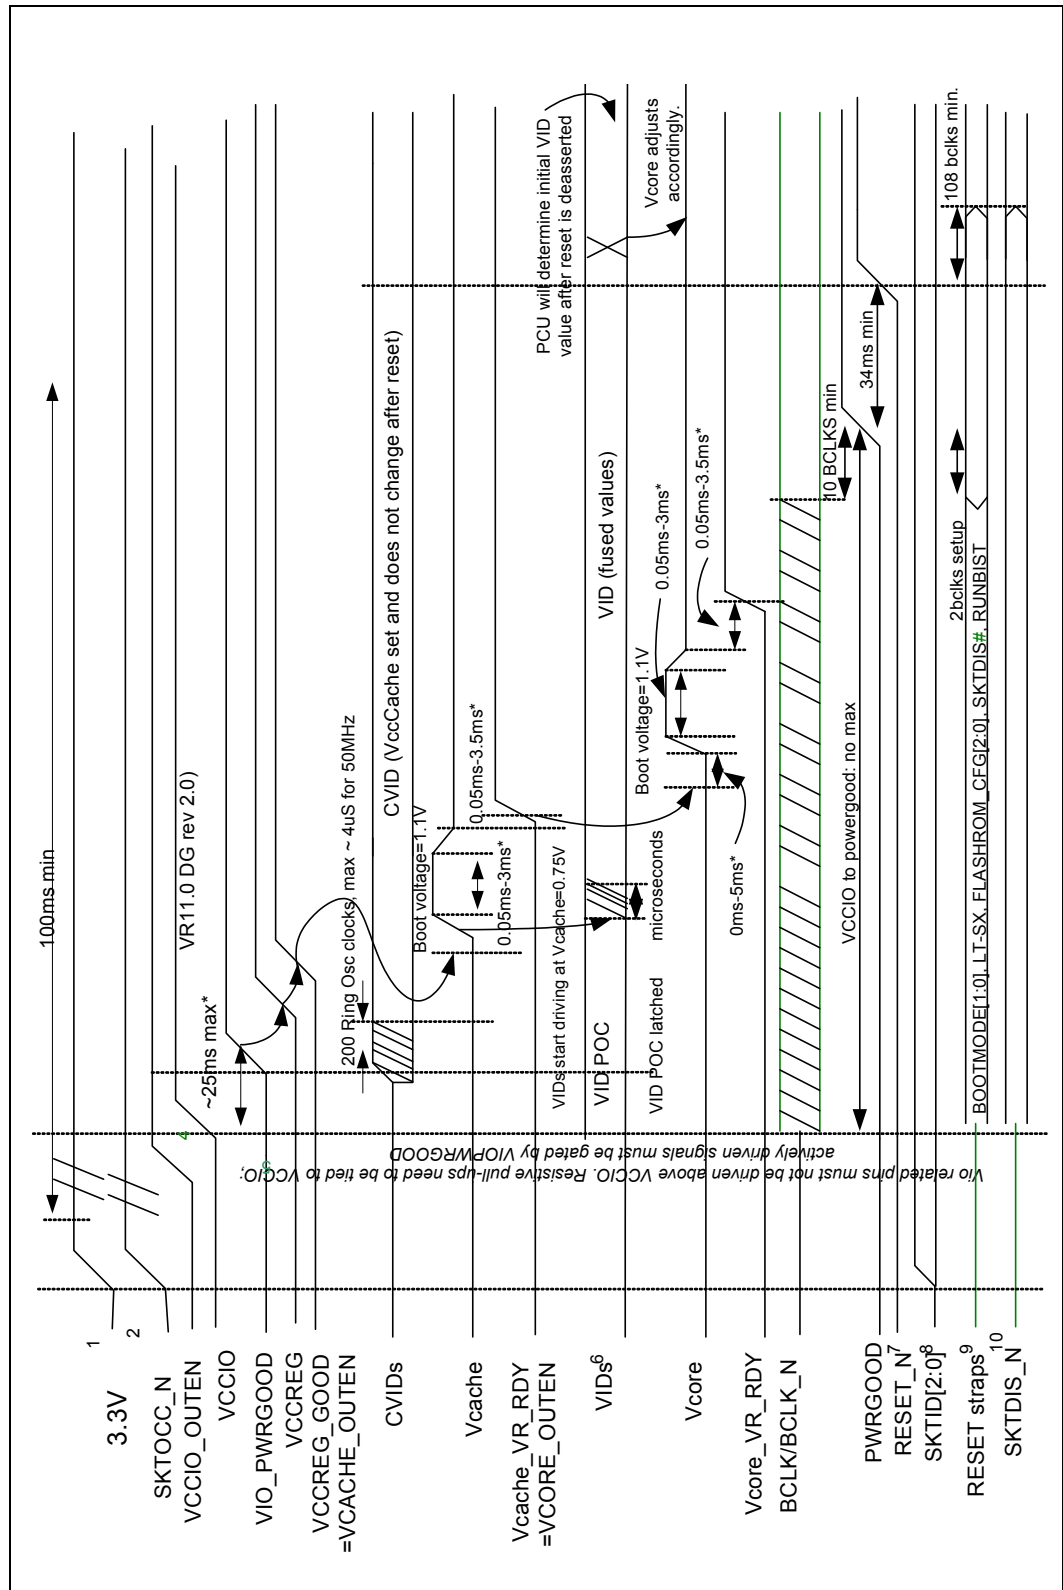 100ms min
1
3.3V
2
SKTOCC_N
VCCIO_OUTEN
4
VR11.0 DG rev 2.0)
VCCIO
~25ms max*
VIO_PWRGOOD
VCCREG
VCCREG_GOOD
=VCACHE_OUTEN
200 Ring Osc clocks, max ~ 4uS for 50MHz
CVIDs
CVID (VccCache set and does not change after reset)
Boot voltage=1.1V
Vcache
0.05ms-3ms*
0.05ms-3.5ms*
Vcache_VR_RDY
=VCORE_OUTEN
VIDs start driving at Vcache=0.75V
PCU will determine initial VID
value after reset is deasserted
VIDs6
VID POC
VID (fused values)
VID POC latched
microseconds
Vcore adjusts
accordingly.
Boot voltage=1.1V
0.05ms-3ms*
Vcore
0ms-5ms*
0.05ms-3.5ms*
Vcore_VR_RDY
BCLK/BCLK_N
Vio related pins must not be driven above VCCIO. Resistive pull-ups need to be tied to VCCIO;
actively driven signals must be gated by VIOPWRGOOD
10 BCLKS min
VCCIO to powergood: no max
34ms min
PWRGOOD
RESET_N7
SKTID[2:0]8
2bclks setup
108 bclks min.
RESET straps9
BOOTMODE[1:0], LT-SX, FLASHROM_CFG[2:0], SKTDIS#, RUNBIST
SKTDIS_N
10